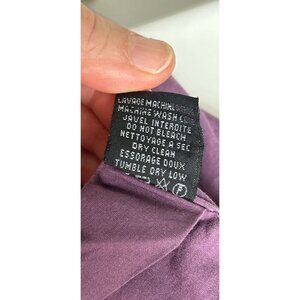 LAVAGE MACHINE
MACHINE WASH
JAVEL INTERDITE
DO NOT BLEACH
NETTOYAGE A SEC
DRY CLEAN
ESSORAGE DOUX
TUMBLE DRY LOW
F